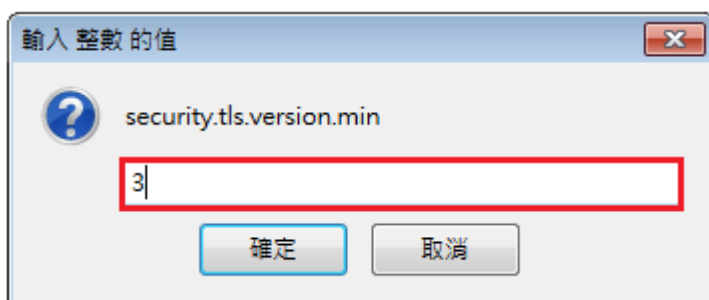 輸入 整數 的值
security.tls.version.min
3
確定
取消